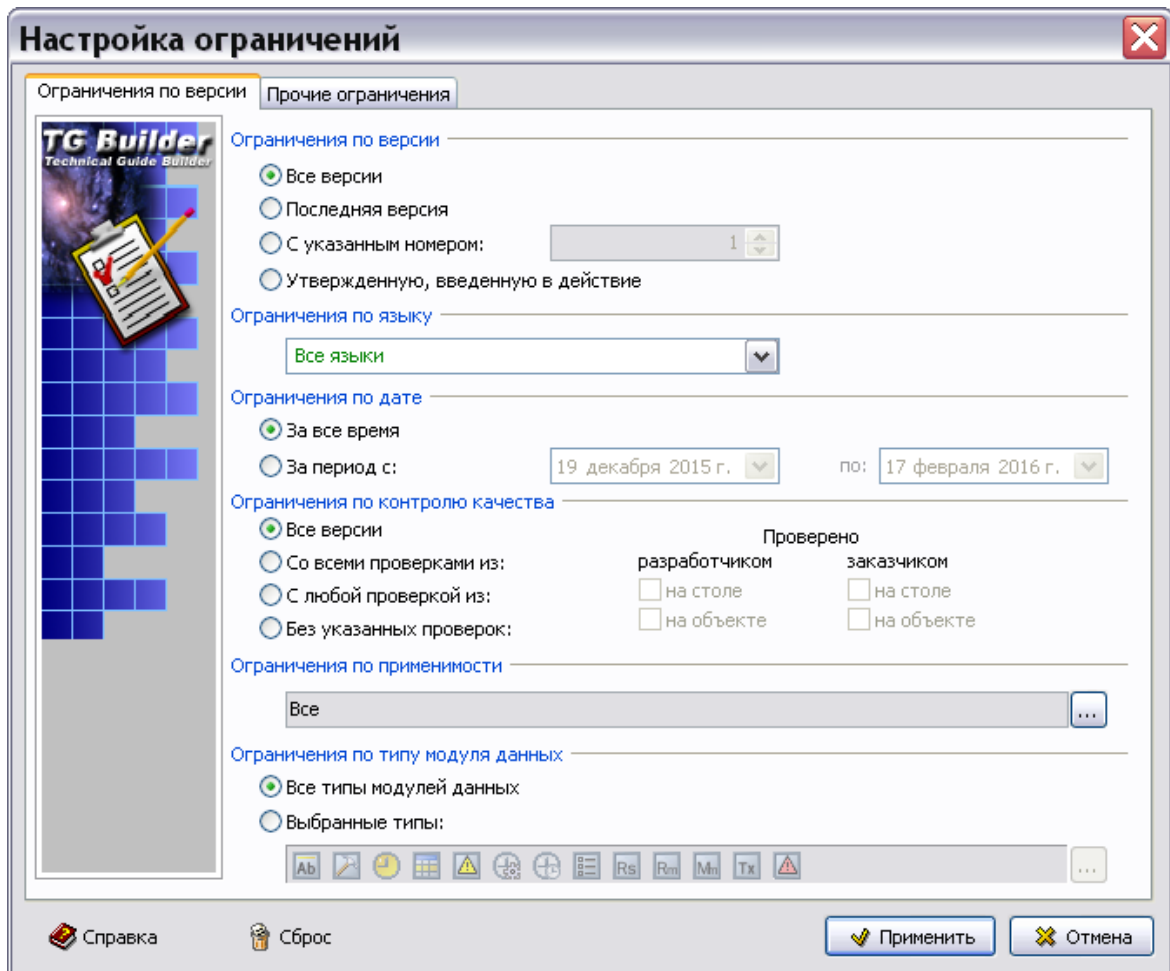 Настройка ограничений
Ограничения по версии Прочие ограничения
TG Builder
Technical Guide Builder
Ограничения по версии
Все версии
Последняя версия
С указанным номером: 1
Утвержденную, введенную в действие
Ограничения по языку
Все языки
Ограничения по дате
За все время
За период с: 19 декабря 2015 г. по: 17 февраля 2016 г.
Ограничения по контролю качества
Все версии Проверено
Со всеми проверками из: разработчиком заказчиком
С любой проверкой из: на столе на столе
Без указанных проверок: на объекте на объекте
Ограничения по применимости
Все ...
Ограничения по типу модуля данных
Все типы модулей данных
Выбранные типы:
Ab Rs Rm Mn Tx ...
Справка Сброс Применить Отмена